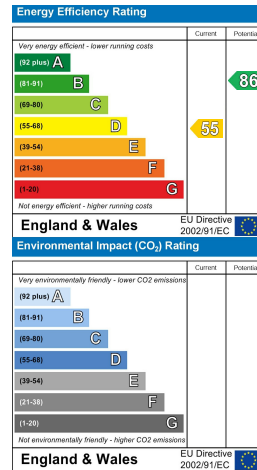 Energy Efficiency Rating
Current Potential
Very energy efficient - lower running costs
(92 plus) A
(81-91) B
86
(69-80) C
(55-68) D
55
(39-54) E
(21-38) F
(1-20) G
Not energy efficient - higher running costs
England & Wales
EU Directive
2002/91/EC
Environmental Impact (CO₂) Rating
Current Potential
Very environmentally friendly - lower CO2 emissions
(92 plus) A
(81-91) B
(69-80) C
(55-68) D
(39-54) E
(21-38) F
(1-20) G
Not environmentally friendly - higher CO2 emissions
England & Wales
EU Directive
2002/91/EC